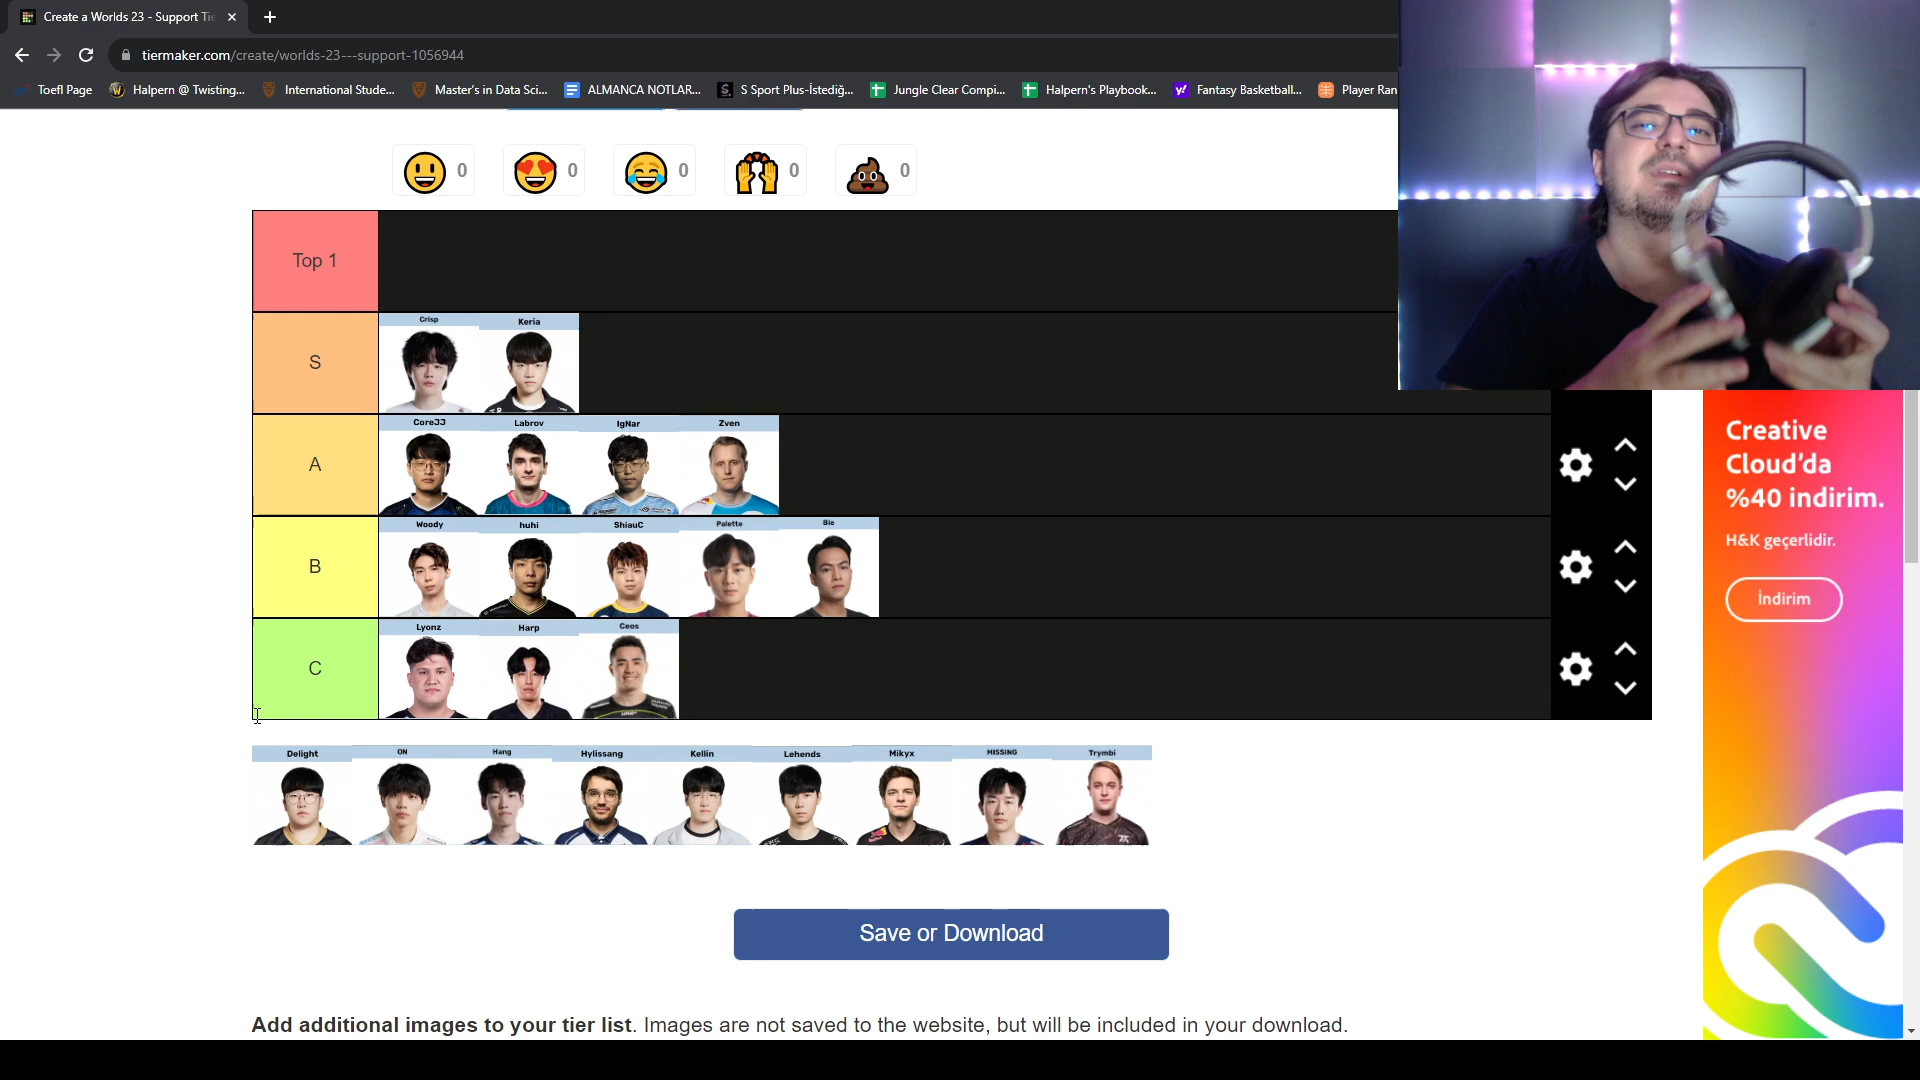 Create a Worlds 23 - Support Tie
tiermaker.com/create/worlds-23---support-1056944
Toefl Page
Halpern @ Twisting...
International Stude...
Master's in Data Sci...
ALMANCA NOTLAR...
S Sport Plus-İstediğ...
Jungle Clear Compi...
Halpern's Playbook...
Fantasy Basketball...
Player Ran
0
0
0
0
0
Top 1
S
Crisp
Keria
A
CoreJJ
Labrov
IgNar
Zven
B
Woody
huhi
ShiauC
Palette
Bie
C
Lyonz
Harp
Ceos
Delight
ON
Hang
Hylissang
Kellin
Lehends
Mikyx
MISSING
Trymbi
Save or Download
Add additional images to your tier list. Images are not saved to the website, but will be included in your download.
Creative
Cloud'da
%40 indirim.
H&K geçerlidir.
İndirim